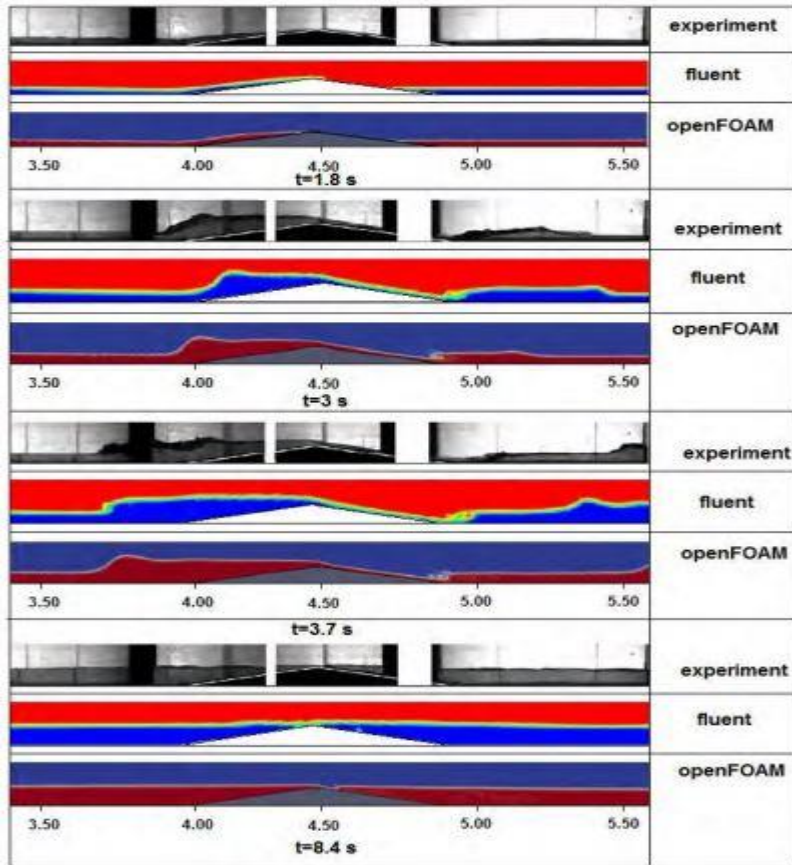 experiment
fluent
openFOAM
3.50 4.00 4.50 5.00 5.50
t=1.8 s
experiment
fluent
openFOAM
3.50 4.00 4.50 5.00 5.50
t=3 s
experiment
fluent
openFOAM
3.50 4.00 4.50 5.00 5.50
t=3.7 s
experiment
fluent
openFOAM
3.50 4.00 4.50 5.00 5.50
t=8.4 s